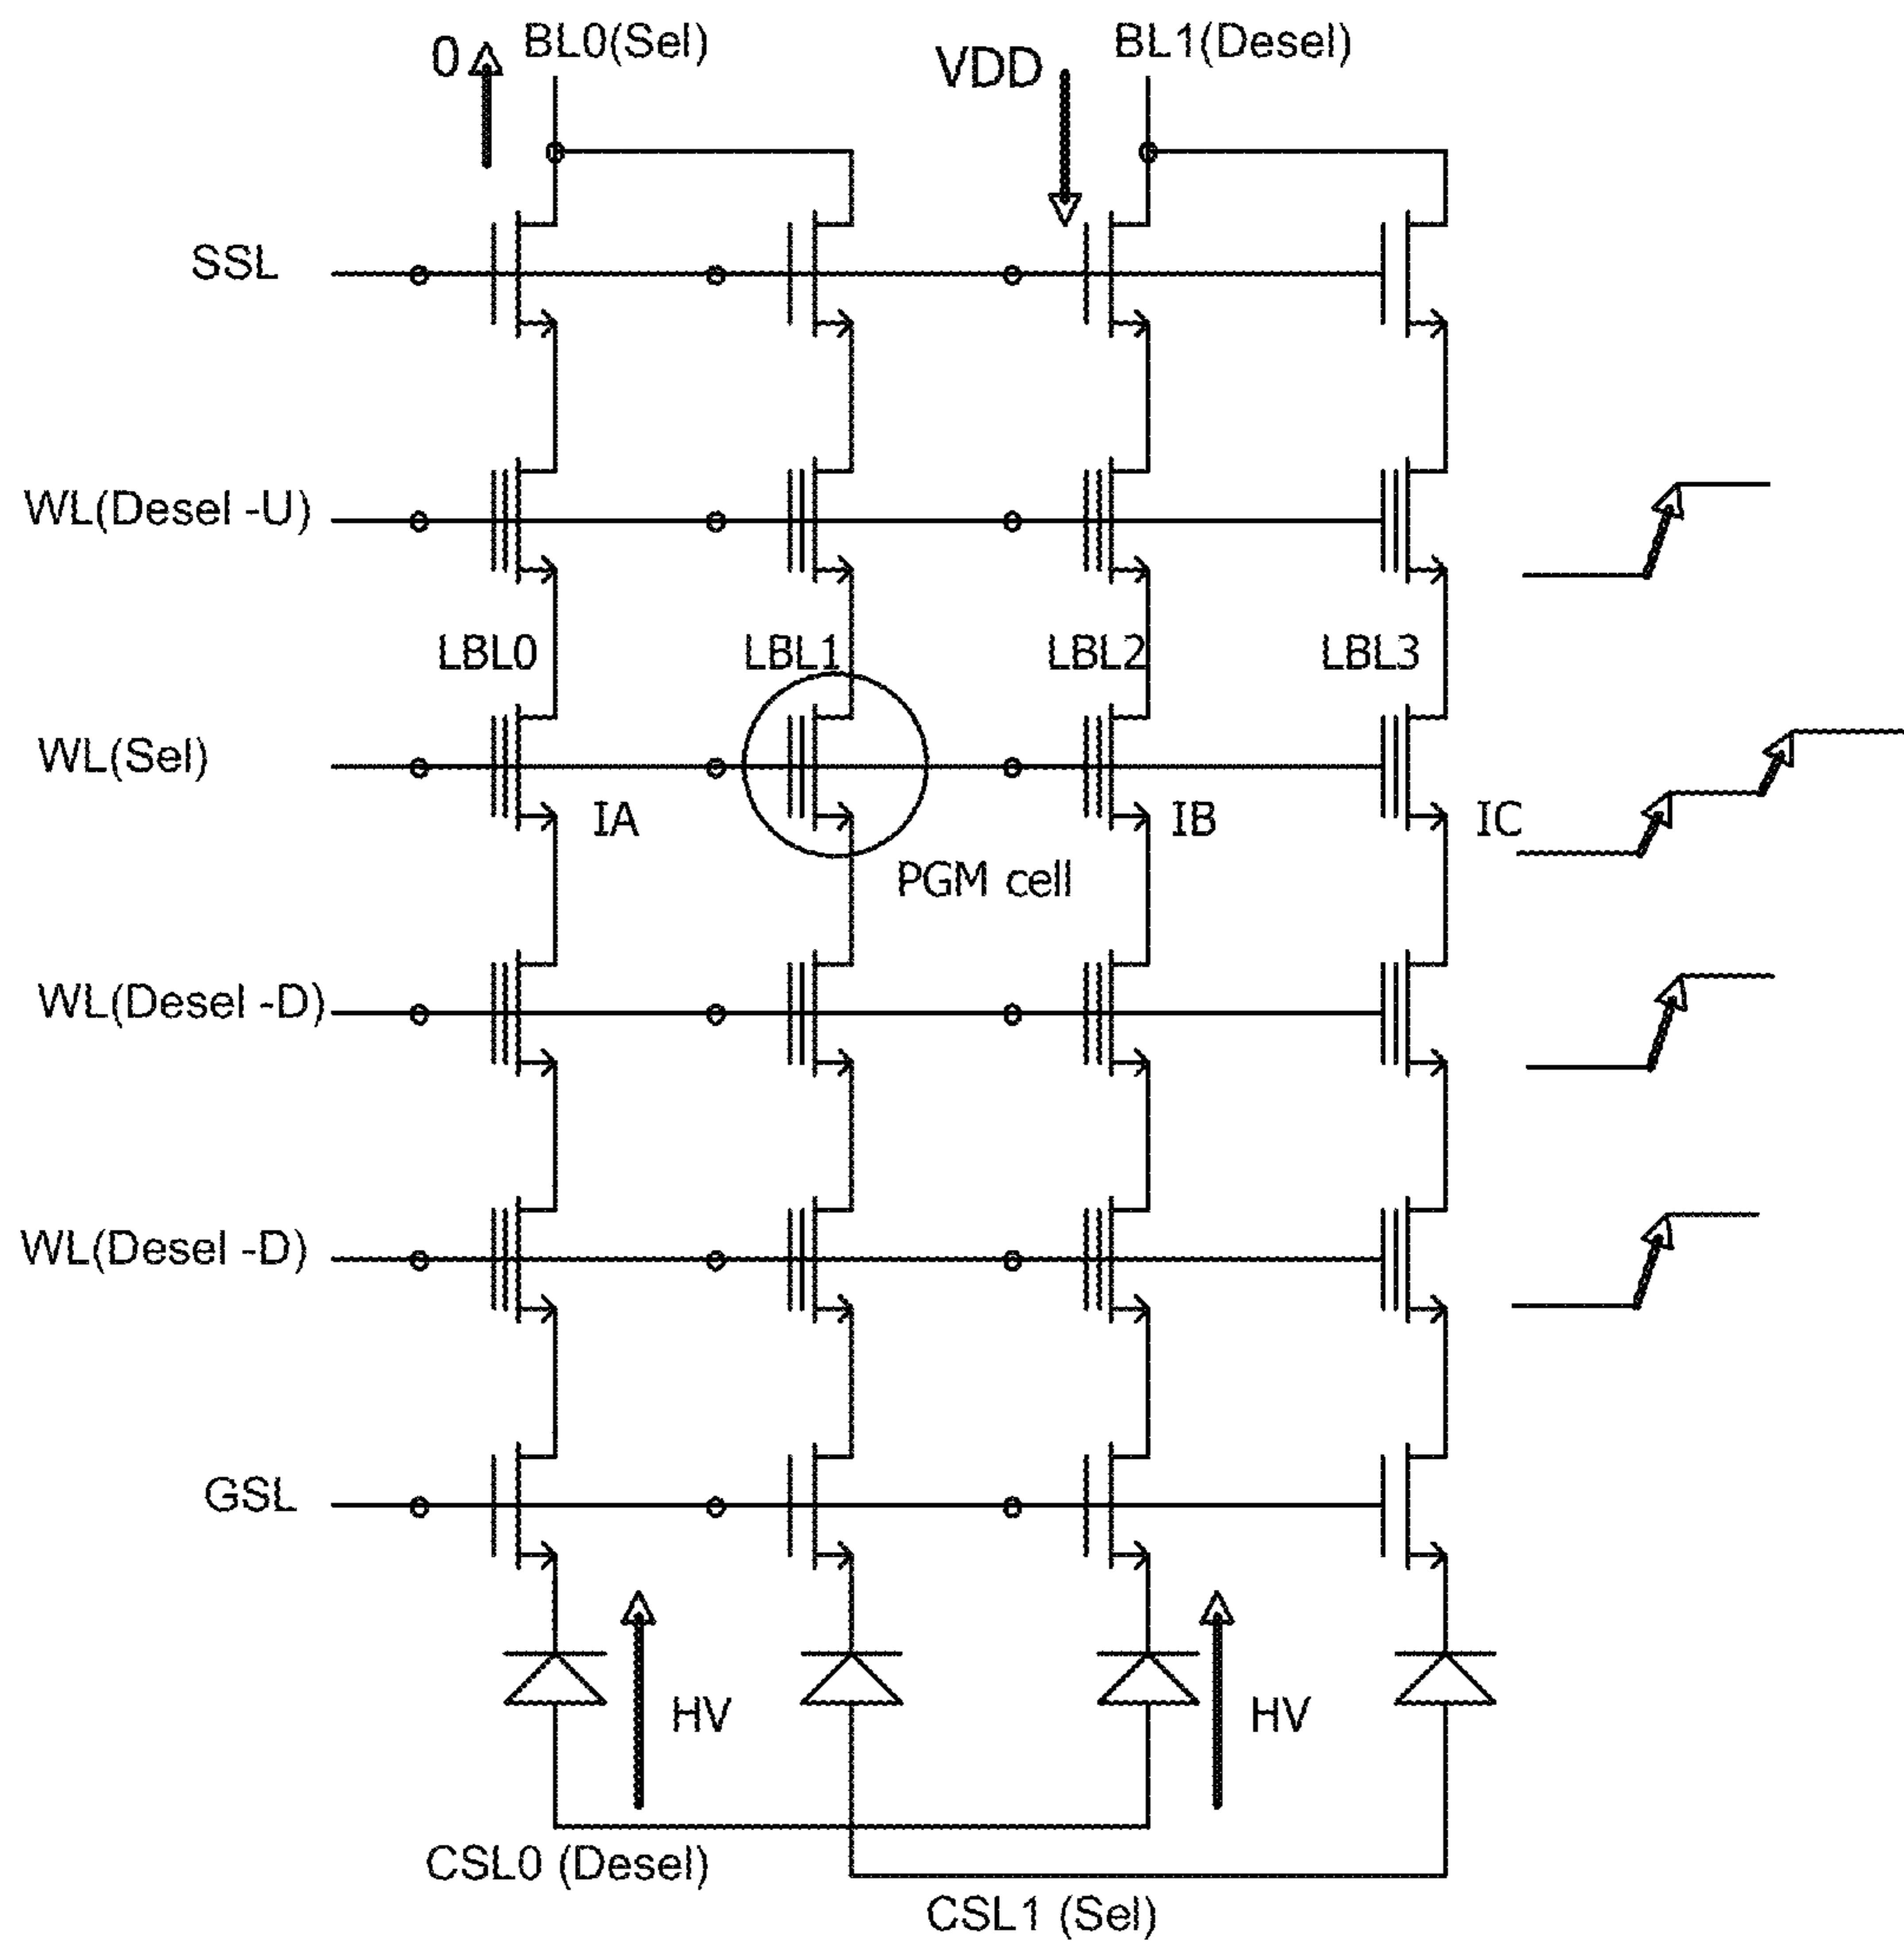 0
BL0(Sel)
VDD
BL1(Desel)
SSL
WL(Desel -U)
LBL0
LBL1
LBL2
LBL3
WL(Sel)
IA
IB
IC
PGM cell
WL(Desel -D)
WL(Desel -D)
GSL
HV
HV
CSL0 (Desel)
CSL1 (Sel)